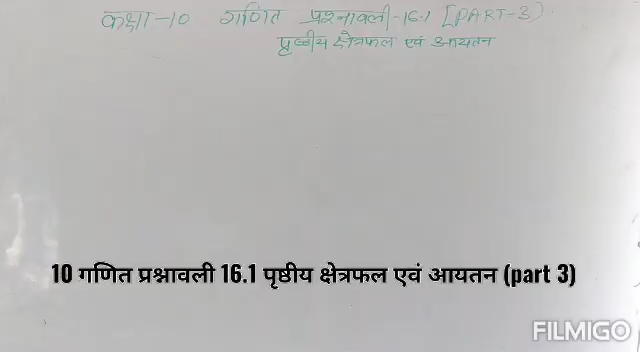 कक्षा-10 गणित प्रश्नावली-16.1 [PART-3)
पृष्ठीय क्षेत्रफल एवं आयतन
10 गणित प्रश्नावली 16.1 पृष्ठीय क्षेत्रफल एवं आयतन (part 3)
FILMIGO